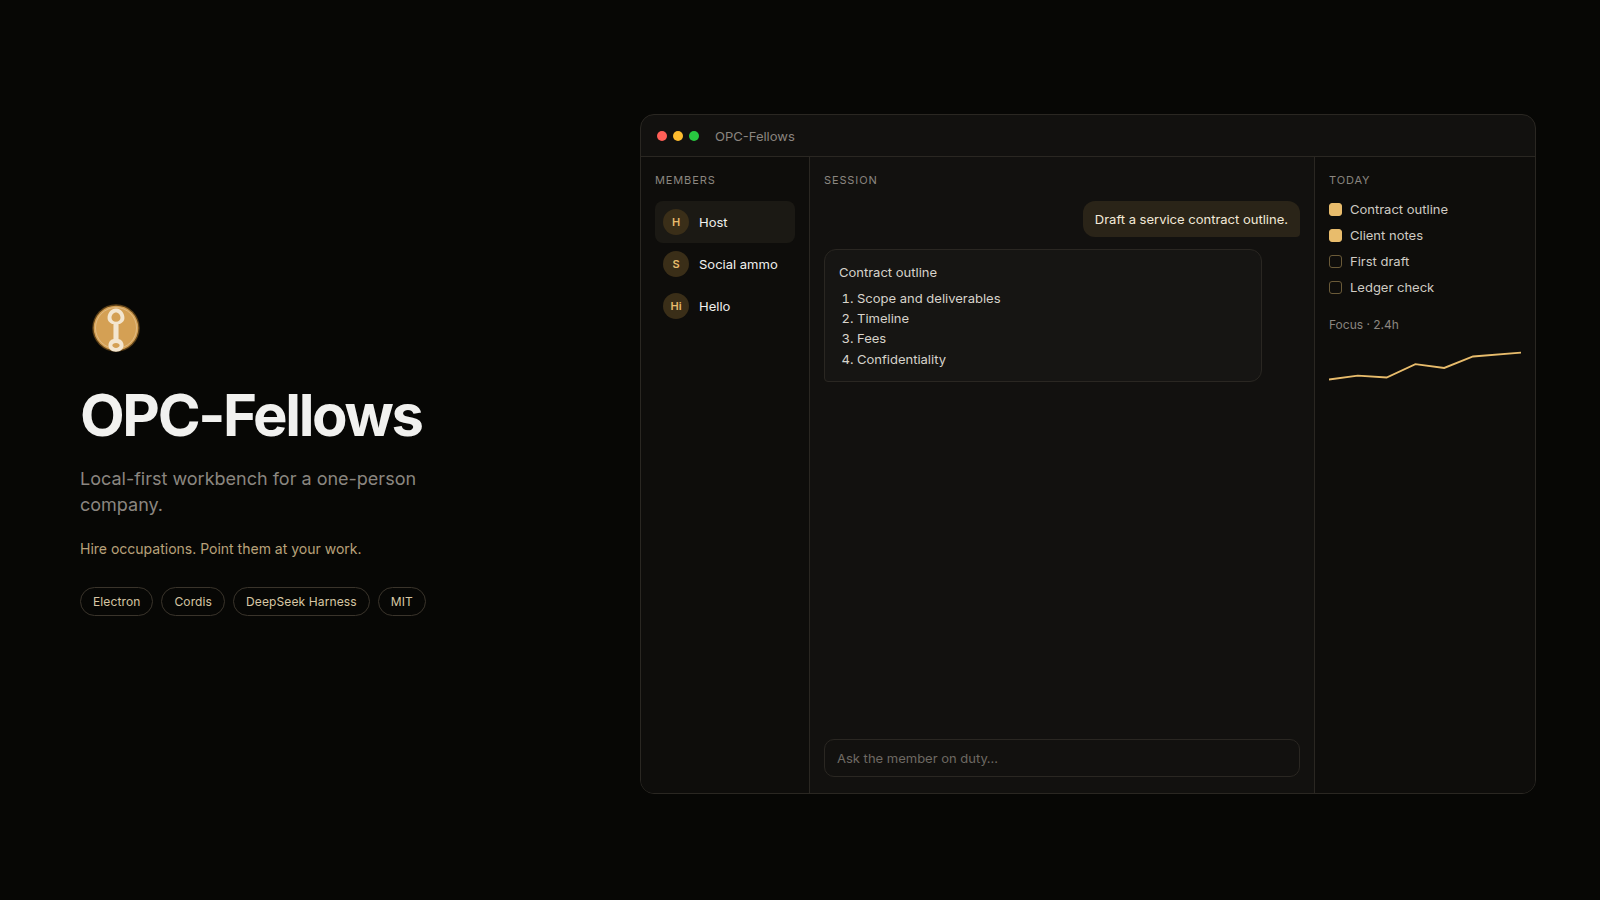 OPC-Fellows
Local-first workbench for a one-person
company.
Hire occupations. Point them at your work.
Electron
Cordis
DeepSeek Harness
MIT
OPC-Fellows
MEMBERS
H
Host
S
Social ammo
Hi
Hello
SESSION
Draft a service contract outline.
Contract outline
1. Scope and deliverables
2. Timeline
3. Fees
4. Confidentiality
Ask the member on duty...
TODAY
Contract outline
Client notes
First draft
Ledger check
Focus · 2.4h